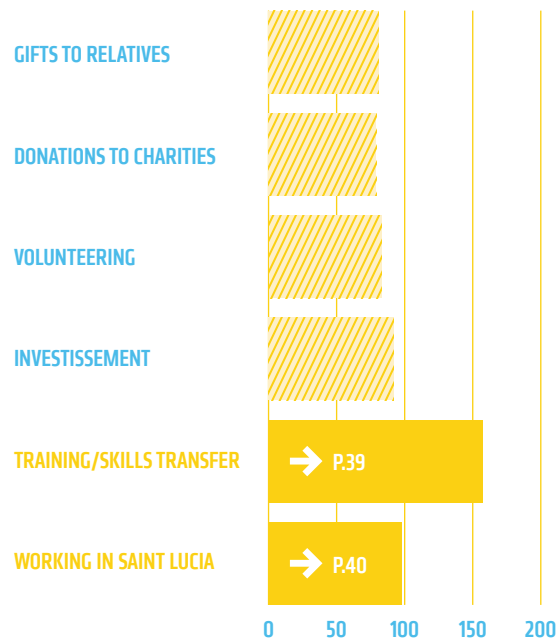 GIFTS TO RELATIVES
DONATIONS TO CHARITIES
VOLUNTEERING
INVESTISSEMENT
TRAINING/SKILLS TRANSFER
P.39
WORKING IN SAINT LUCIA
P.40
0 50 100 150 200